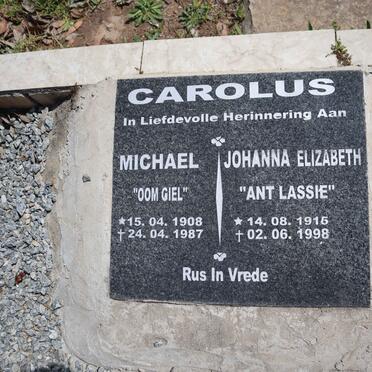 CAROLUS
In Liefdevolle Herinnering Aan
MICHAEL JOHANNA ELIZABETH
"OOM GIEL" "ANT LASSIE"
★ 15. 04. 1908 ★ 14. 08. 1915
✝ 24. 04. 1987 ✝ 02. 06. 1998
Rus In Vrede